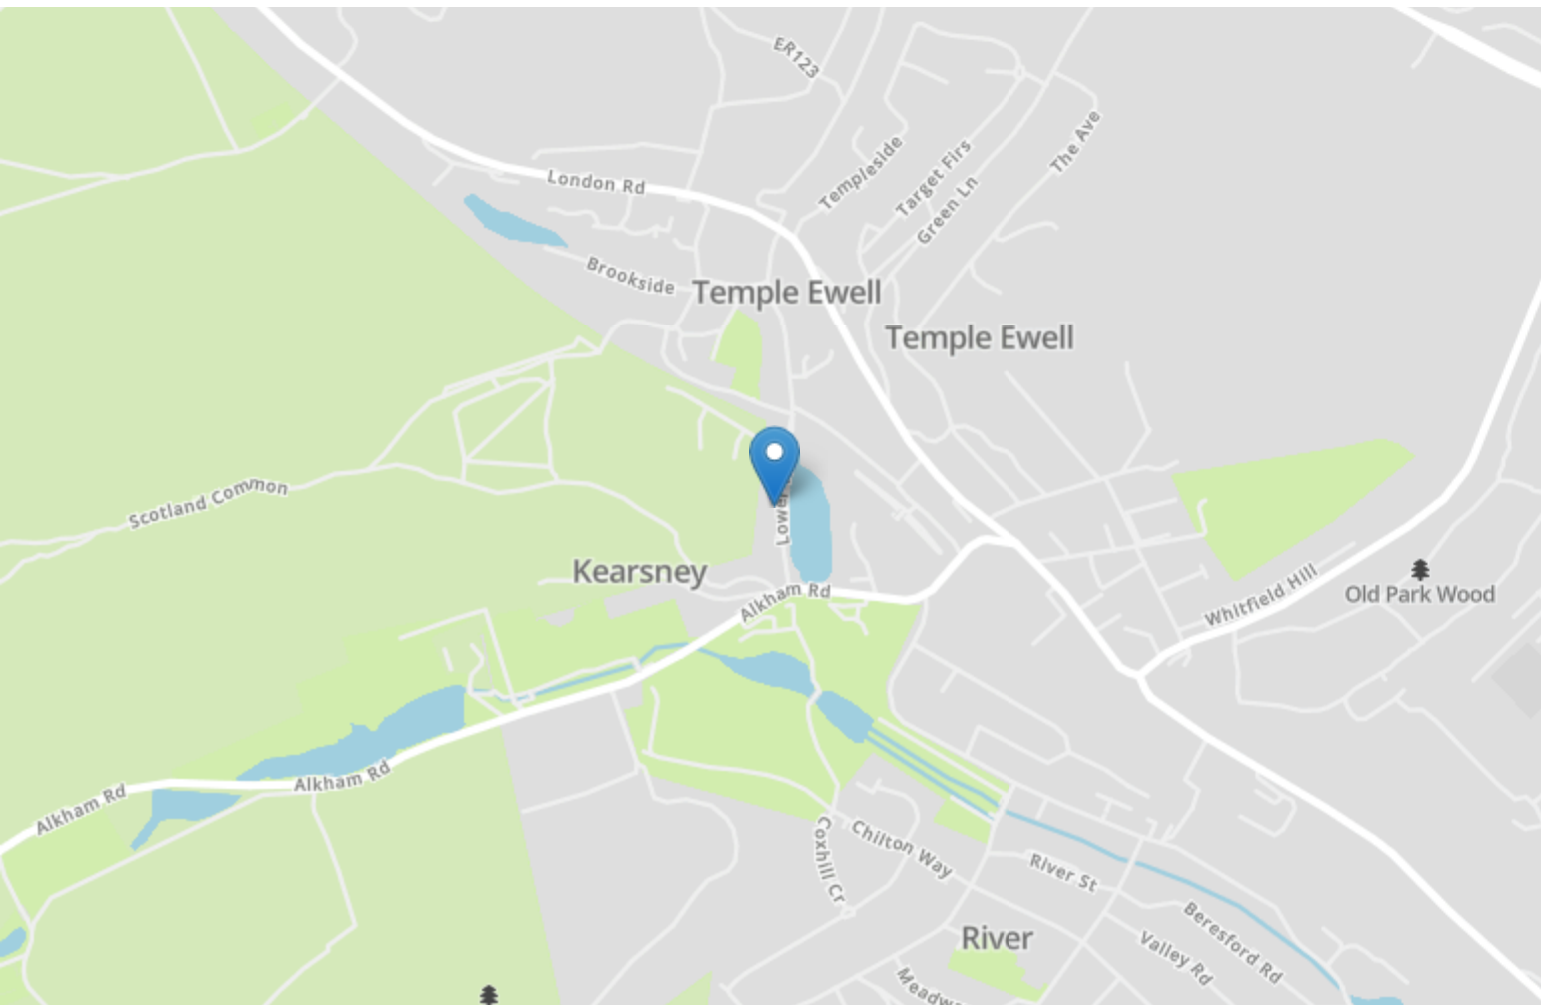 ER123
Templeside
Target Firs
Green Ln
The Ave
London Rd
Brookside
Temple Ewell
Temple Ewell
Scotland Common
Lower
Kearsney
Alkham Rd
Whitfield Hill
Old Park Wood
Alkham Rd
Alkham Rd
Coxhill Cr
Chilton Way
River St
Beresford Rd
Valley Rd
River